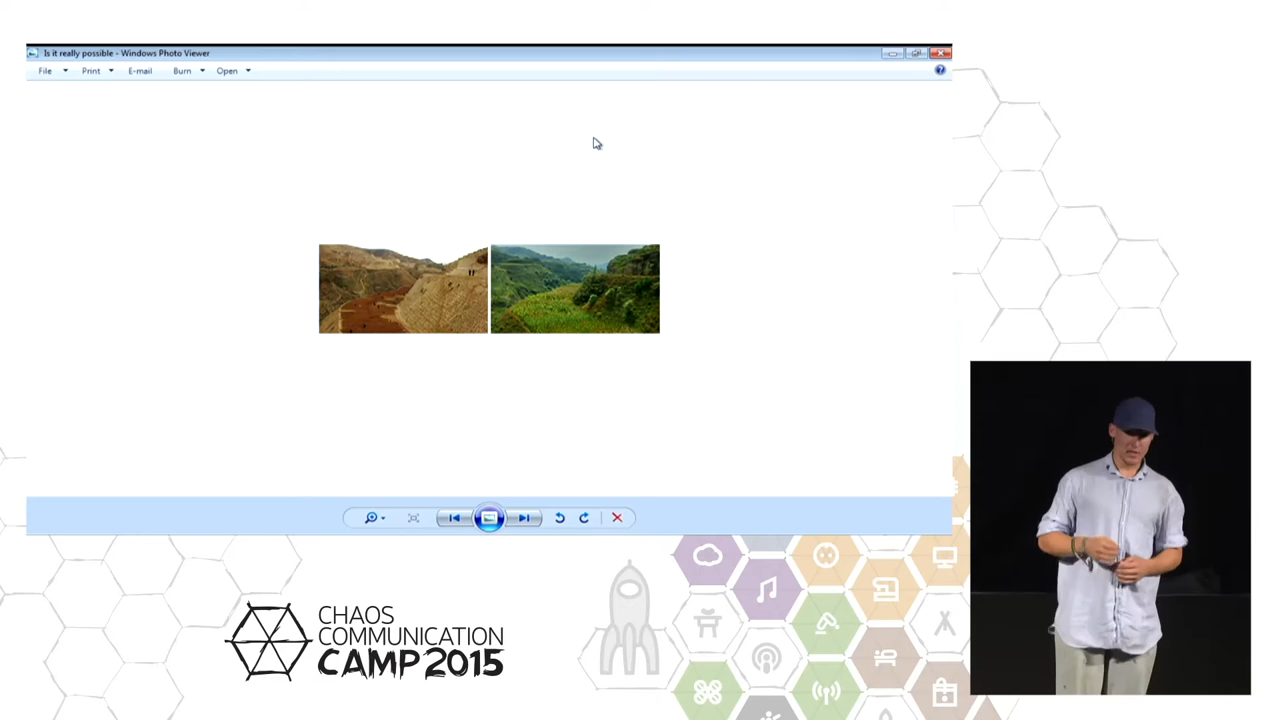 Is it really possible - Windows Photo Viewer
File Print E-mail Burn Open
CHAOS
COMMUNICATION
CAMP 2015